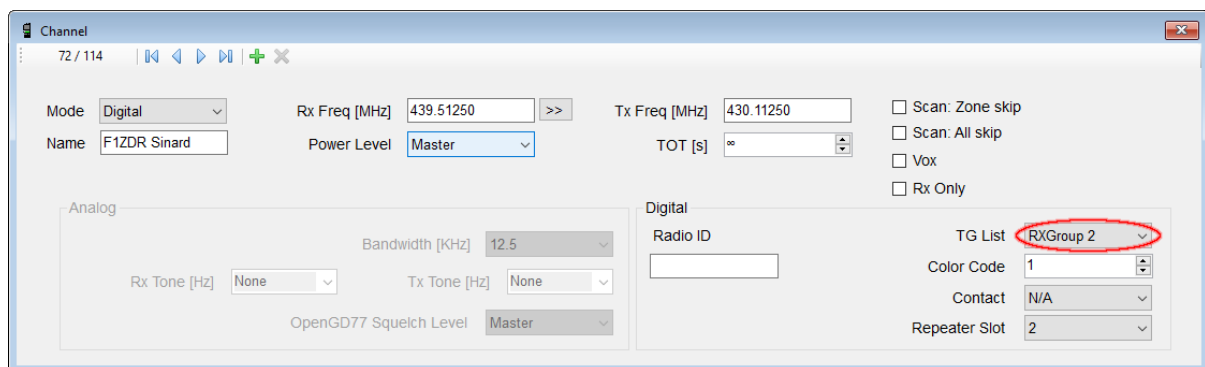 Channel
72 / 114
Mode Digital Rx Freq [MHz] 439.51250 >> Tx Freq [MHz] 430.11250 Scan: Zone skip
Scan: All skip
Name F1ZDR Sinard Power Level Master TOT [s] ∞
Vox
Rx Only
Analog
Bandwidth [KHz] 12.5
Rx Tone [Hz] None Tx Tone [Hz] None
OpenGD77 Squelch Level Master
Digital
Radio ID TG List RXGroup 2
Color Code 1
Contact N/A
Repeater Slot 2